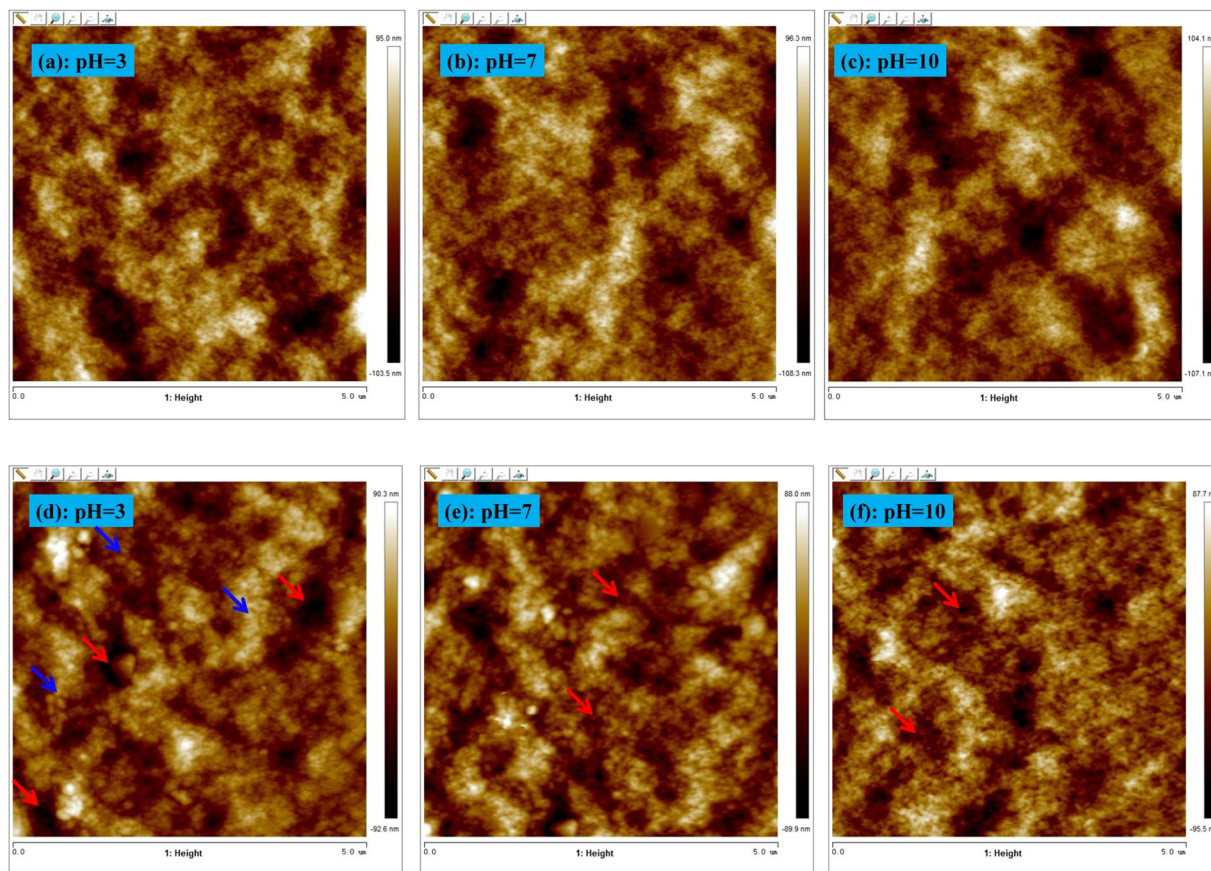 (a): pH=3
95.0 nm
-103.5 nm
0.0 1: Height 5.0 um
(b): pH=7
96.3 nm
-108.3 nm
0.0 1: Height 5.0 um
(c): pH=10
104.1 n
-107.1 n
0.0 1: Height 5.0 um
(d): pH=3
90.3 nm
-92.6 nm
0.0 1: Height 5.0 um
(e): pH=7
88.0 nm
-89.9 nm
0.0 1: Height 5.0 um
(f): pH=10
87.7 n
-95.5 n
0.0 1: Height 5.0 um